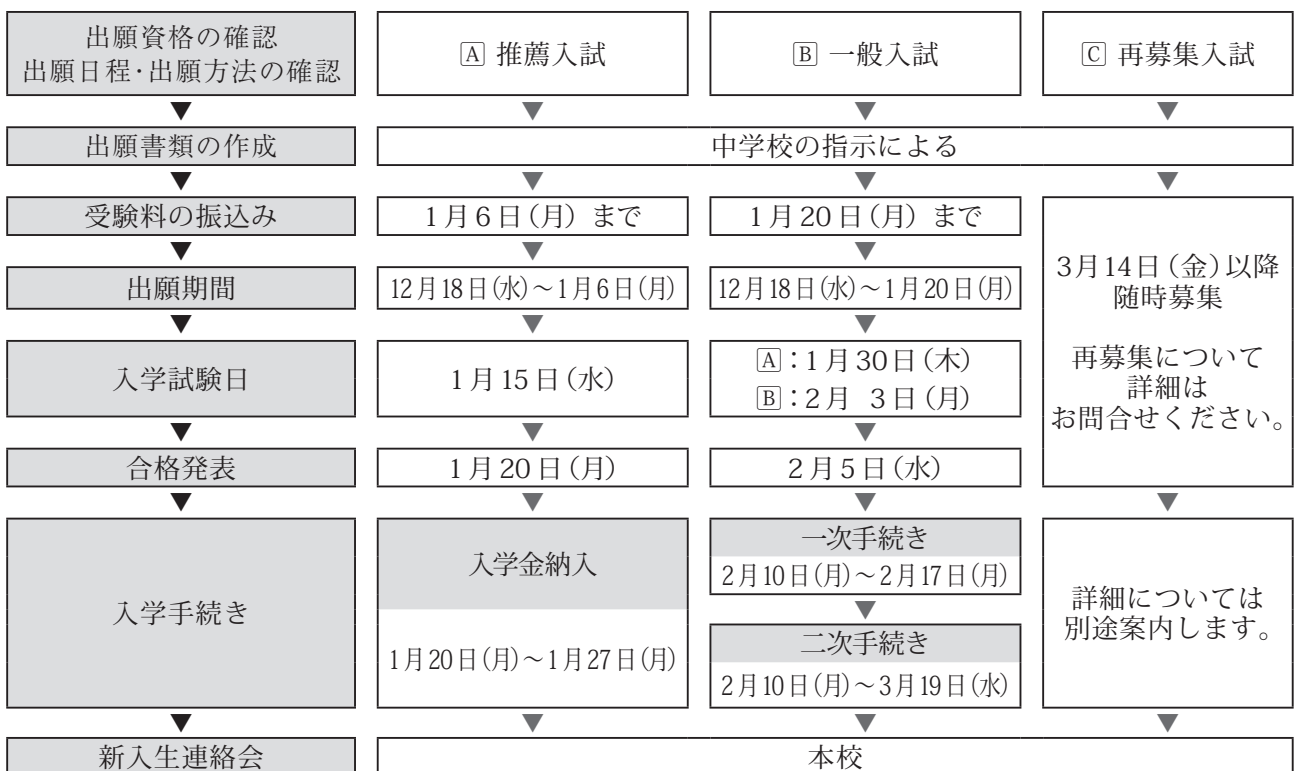 出願資格の確認
出願日程・出願方法の確認
🄰 推薦入試
🄱 一般入試
🄲 再募集入試
▼
▼
▼
▼
出願書類の作成
中学校の指示による
▼
▼
▼
▼
受験料の振込み
1月6日(月) まで
1月20日(月) まで
3月14日(金)以降
随時募集
再募集について
詳細は
お問合せください。
▼
▼
▼
出願期間
12月18日(水)~1月6日(月)
12月18日(水)~1月20日(月)
▼
▼
▼
入学試験日
1月15日(水)
🄰:1月30日(木)
🄱:2月 3日(月)
▼
▼
▼
合格発表
1月20日(月)
2月5日(水)
▼
▼
▼
▼
入学手続き
入学金納入
1月20日(月)~1月27日(月)
一次手続き
2月10日(月)~2月17日(月)
▼
二次手続き
2月10日(月)~3月19日(水)
詳細については
別途案内します。
▼
▼
▼
▼
新入生連絡会
本校